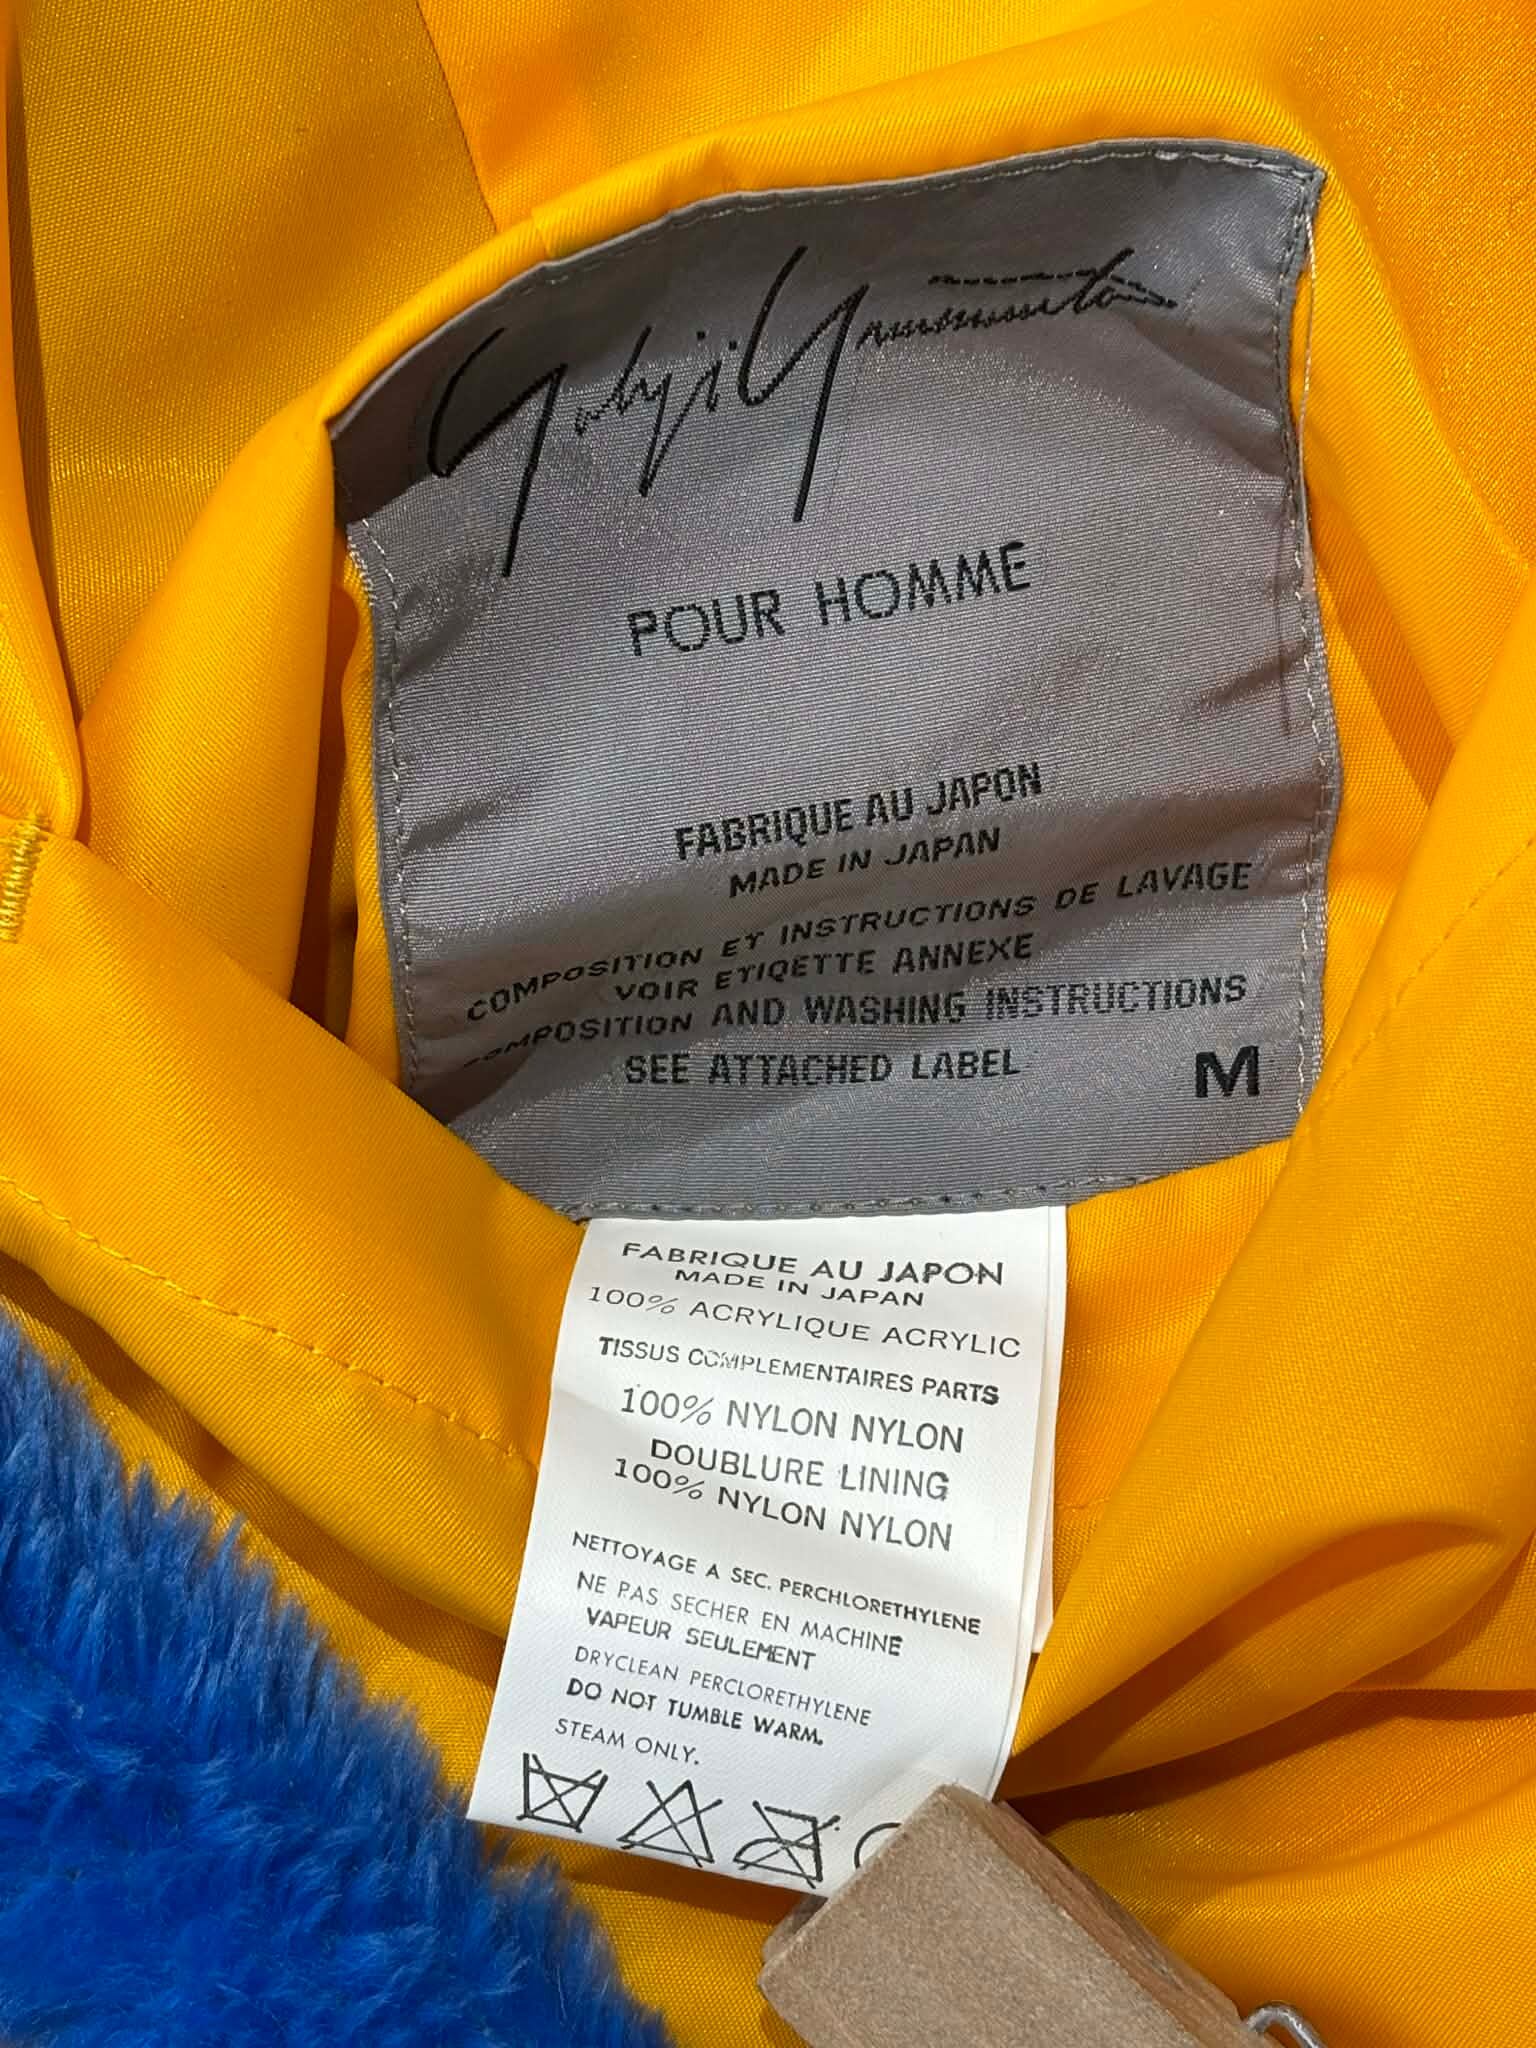 Yohji Yamamoto
POUR HOMME
FABRIQUE AU JAPON
MADE IN JAPAN
COMPOSITION ET INSTRUCTIONS DE LAVAGE
VOIR ETIQETTE ANNEXE
COMPOSITION AND WASHING INSTRUCTIONS
SEE ATTACHED LABEL
M
FABRIQUE AU JAPON
MADE IN JAPAN
100% ACRYLIQUE ACRYLIC
TISSUS COMPLEMENTAIRES PARTS
100% NYLON NYLON
DOUBLURE LINING
100% NYLON NYLON
NETTOYAGE A SEC. PERCHLORETHYLENE
NE PAS SECHER EN MACHINE
VAPEUR SEULEMENT
DRYCLEAN PERCLORETHYLENE
DO NOT TUMBLE WARM.
STEAM ONLY.